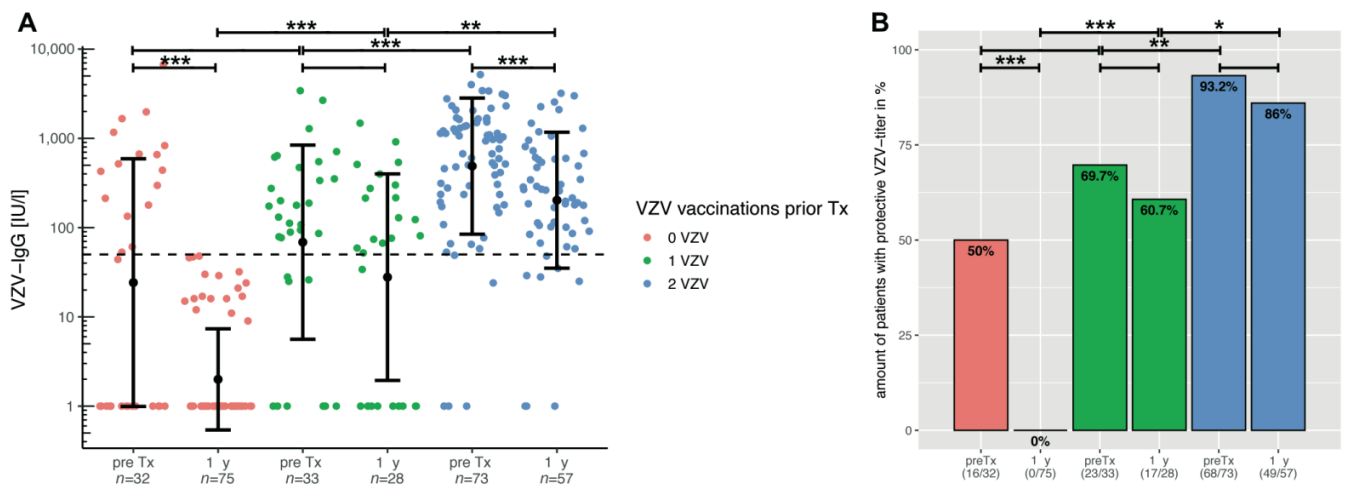 A
***
**
***
***
***
***
10,000
1,000
100
10
1
VZV−IgG [IU/l]
pre Tx
n=32
1 y
n=75
pre Tx
n=33
1 y
n=28
pre Tx
n=73
1 y
n=57
VZV vaccinations prior Tx
0 VZV
1 VZV
2 VZV
B
***
*
**
***
100
75
50
25
0
amount of patients with protective VZV−titer in %
50%
0%
69.7%
60.7%
93.2%
86%
preTx
(16/32)
1 y
(0/75)
preTx
(23/33)
1 y
(17/28)
preTx
(68/73)
1 y
(49/57)